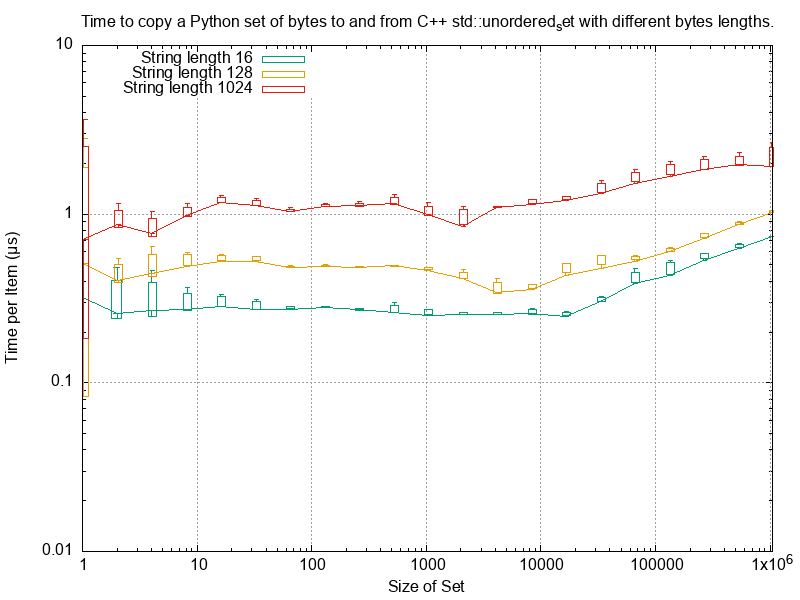 Time to copy a Python set of bytes to and from C++ std::unordered_set with different bytes lengths.
String length 16
String length 128
String length 1024
Time per Item (µs)
10
1
0.1
0.01
1 10 100 1000 10000 100000 1x10^6
Size of Set